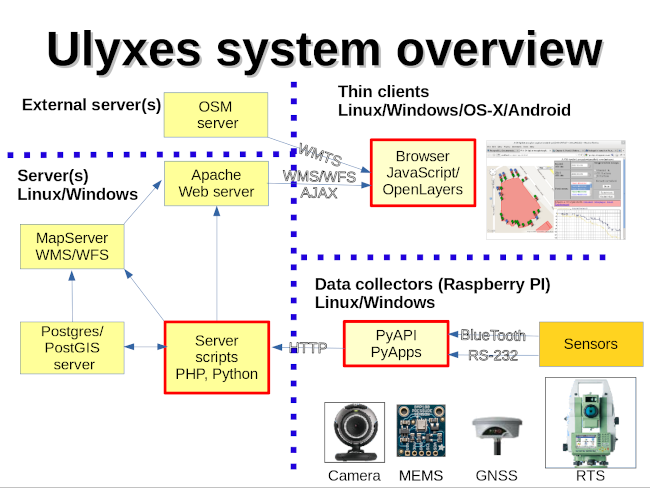 Ulyxes system overview
External server(s)
OSM
server
Thin clients
Linux/Windows/OS-X/Android
WMTS
Server(s)
Linux/Windows
Apache
Web server
WMS/WFS
AJAX
Browser
JavaScript/
OpenLayers
MapServer
WMS/WFS
Data collectors (Raspberry PI)
Linux/Windows
Postgres/
PostGIS
server
Server
scripts
PHP, Python
HTTP
PyAPI
PyApps
BlueTooth
RS-232
Sensors
Camera
MEMS
GNSS
RTS